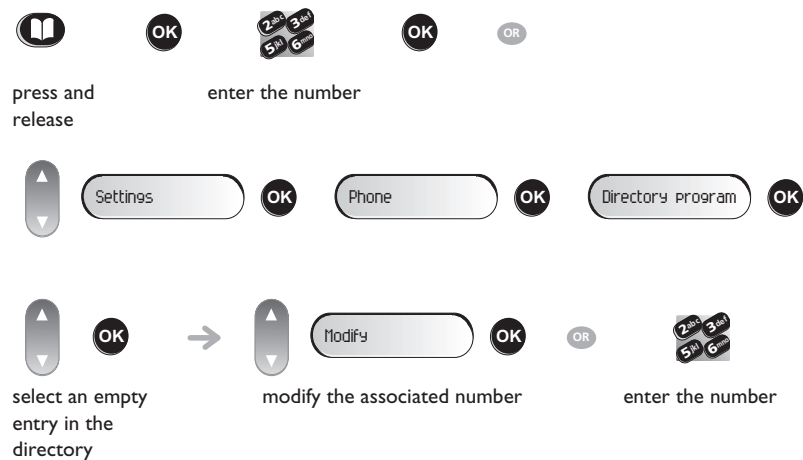 OK
2abc 3def
5jkl 6mno
OK
OR
press and
release
enter the number
Settings
OK
Phone
OK
Directory program
OK
OK
Modify
OK
OR
2abc 3def
5jkl 6mno
select an empty
entry in the
directory
modify the associated number
enter the number